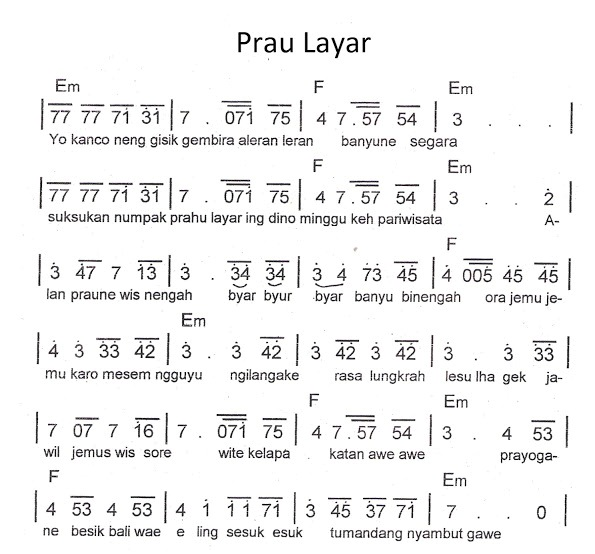 Prau Layar
Em F Em
| 77 77 71 31 | 7 . 071 75 | 4 7 . 57 54 | 3 . . . |
Yo kanco neng gisik gembira aleran leran banyune segara
F Em
| 77 77 71 31 | 7 . 071 75 | 4 7 . 57 54 | 3 . . 2 |
suksukan numpak prahu layar ing dino minggu keh pariwisata A-
F
| 3 47 7 13 | 3 . 34 34 | 3 4 73 45 | 4 005 45 45 |
lan praune wis nengah byar byur byar banyu binengah ora jemu je-
Em
| 4 3 33 42 | 3 . 3 42 | 3 42 3 42 | 3 . 3 33 |
mu karo mesem ngguyu ngilangake rasa lungkrah lesu lha gek ja-
F Em
| 7 07 7 16 | 7 . 071 75 | 4 7 . 57 54 | 3 . 4 53 |
wil jemus wis sore wite kelapa . katan awe awe prayoga-
F Em
| 4 53 4 53 | 4 1 11 71 | 3 45 37 71 | 7 . . 0 |
ne besik bali wae e ling sesuk esuk tumandang nyambut gawe